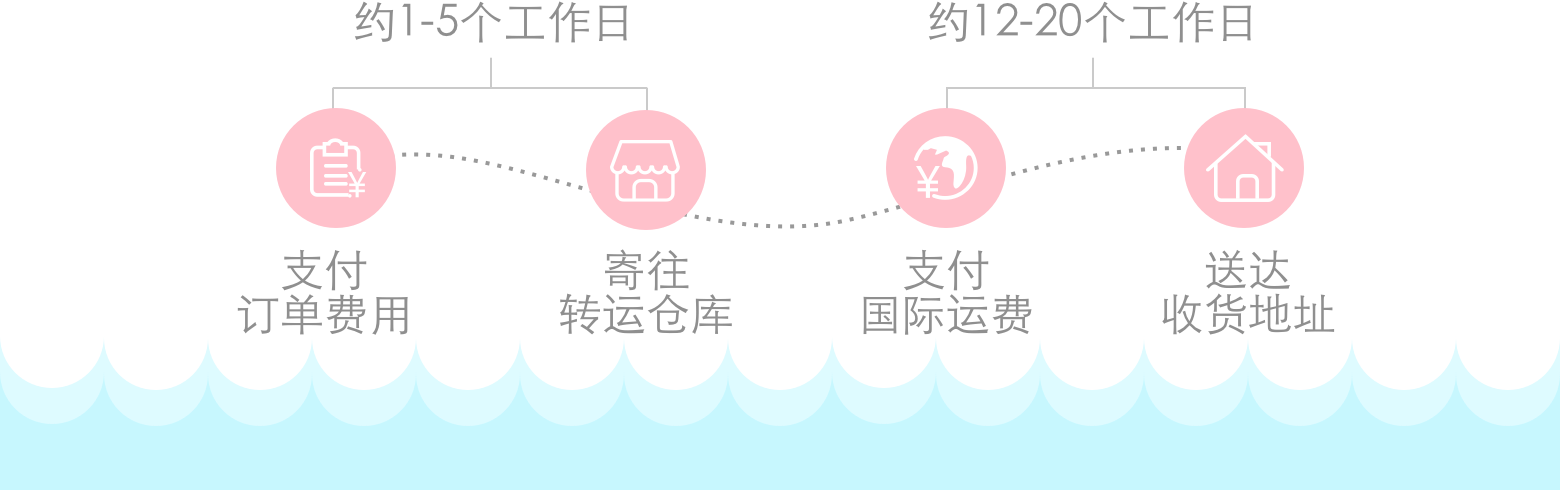 约1-5个工作日
约12-20个工作日
¥
¥
支付
订单费用
寄往
转运仓库
支付
国际运费
送达
收货地址